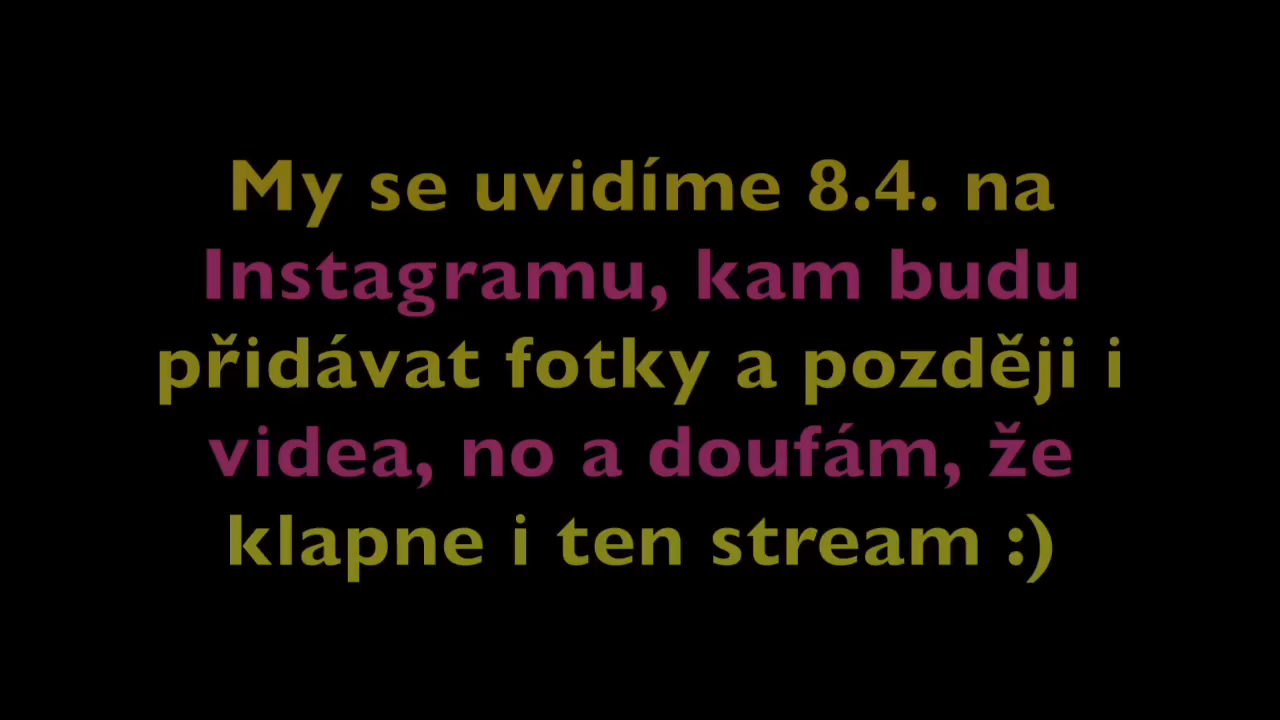 My se uvidíme 8.4. na
Instagramu, kam budu
přidávat fotky a později i
videa, no a doufám, že
klapne i ten stream :)